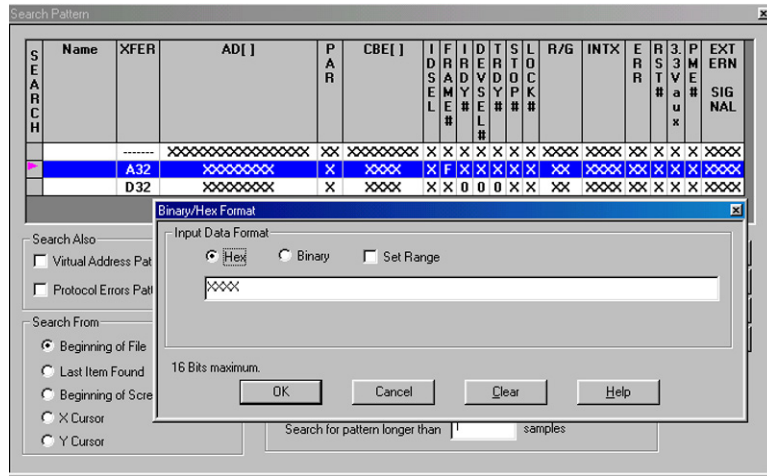 Search Pattern
SEARCH Name XFER AD[ ] PAR CBE[ ] IDSEL FRAME# IRDY# DEVSEL# TRDY# STOP# LOCK# R/G INTX ERR RST# 3.3Vaux PME# EXTERN SIGNAL
------- XXXXXXXXXXXXXXXX XX XXXXXXXX X X X X X X X XXXX XXXX XX X X X XXXX
A32 XXXXXXXX X XXXX X F X X X X X XX XXXX XX X X X XXXX
D32 XXXXXXXX X XXXX X X 0 0 0 X X XX XXXX XX X X X XXXX
Binary/Hex Format
Input Data Format
Hex Binary Set Range
XXXX
16 Bits maximum.
OK Cancel Clear Help
Search Also
Virtual Address Pat
Protocol Errors Patt
Search From
Beginning of File
Last Item Found
Beginning of Scre
X Cursor
Y Cursor
Search for pattern longer than 1 samples